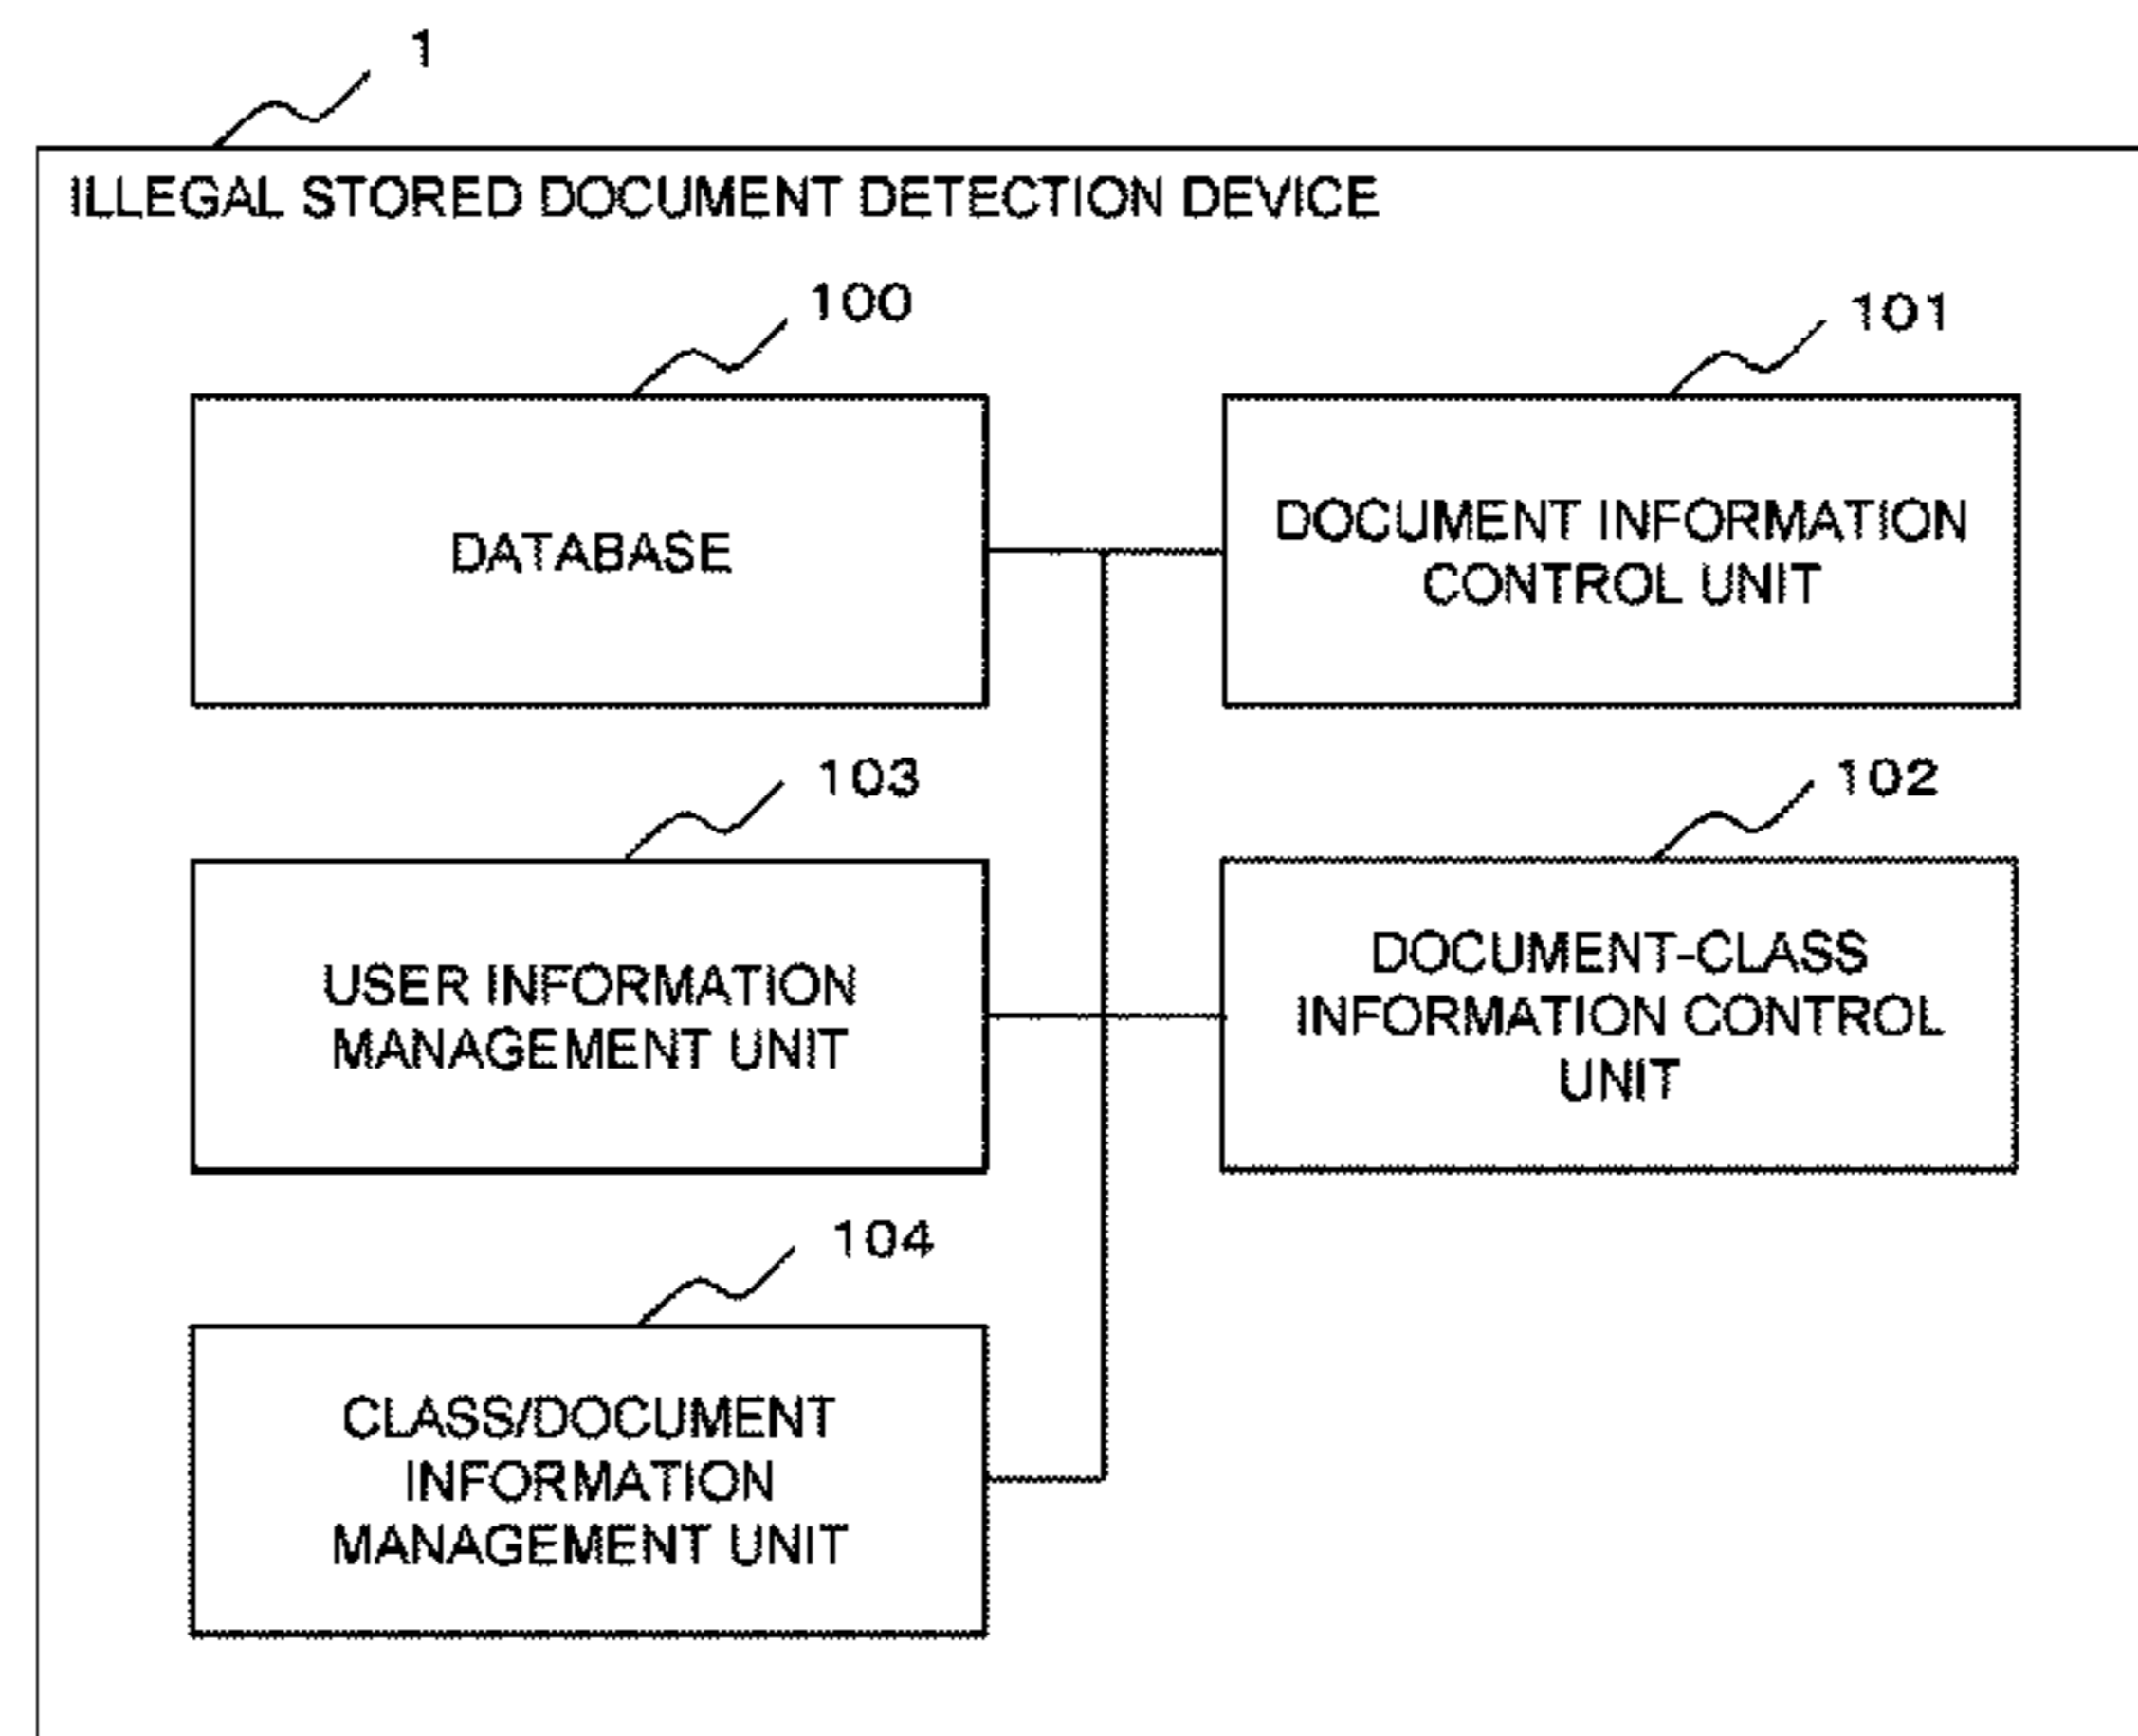 1
ILLEGAL STORED DOCUMENT DETECTION DEVICE
100
DATABASE
101
DOCUMENT INFORMATION
CONTROL UNIT
103
USER INFORMATION
MANAGEMENT UNIT
102
DOCUMENT-CLASS
INFORMATION CONTROL
UNIT
104
CLASS/DOCUMENT
INFORMATION
MANAGEMENT UNIT